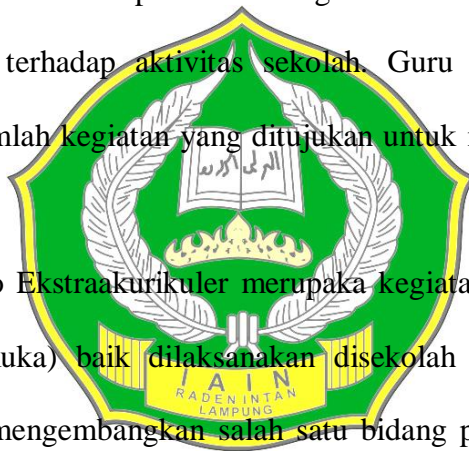 terhadap aktivitas sekolah. Guru
mlah kegiatan yang ditujukan untuk
Ekstraakurikuler merupaka kegiata
uka) baik dilaksanakan disekolah
I A I N
RADEN INTAN
LAMPUNG
mengembangkan salah satu bidang p